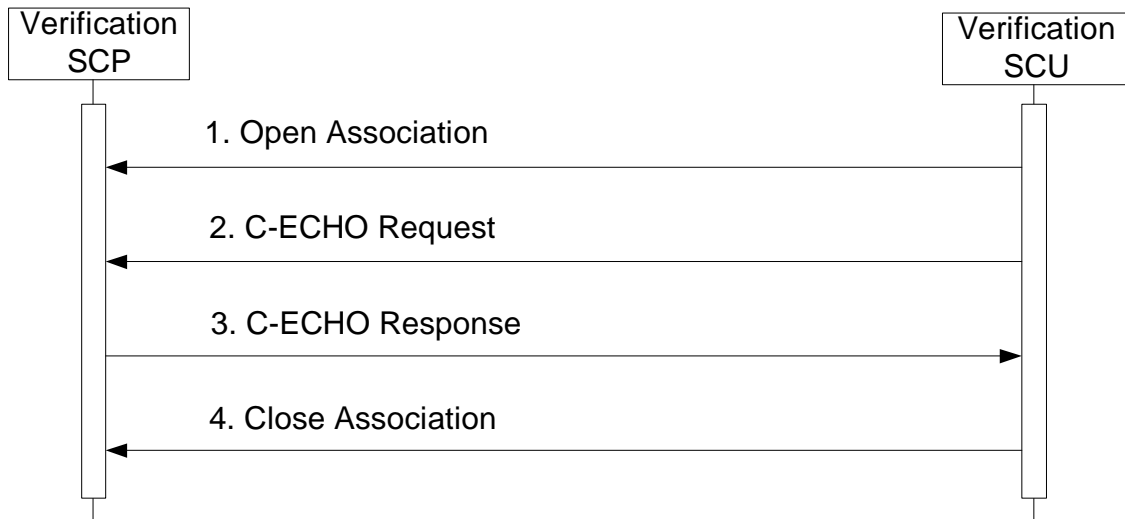 Verification
SCP
Verification
SCU
1. Open Association
2. C-ECHO Request
3. C-ECHO Response
4. Close Association